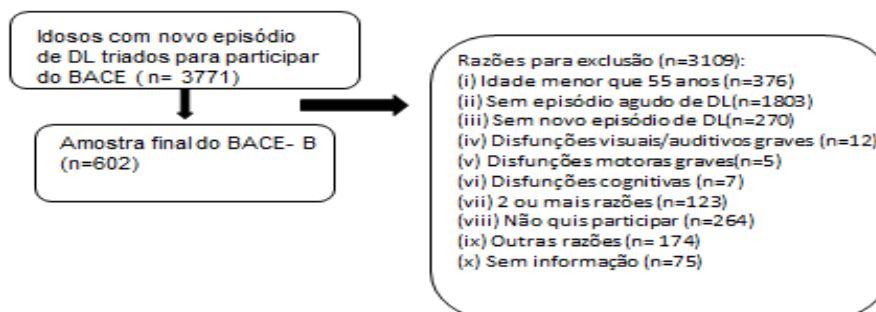 Idosos com novo episódio
de DL triados para participar
do BACE ( n= 3771)
Amostra final do BACE- B
(n=602)
Razões para exclusão (n=3109):
(i) Idade menor que 55 anos (n=376)
(ii) Sem episódio agudo de DL(n=1803)
(iii) Sem novo episódio de DL(n=270)
(iv) Disfunções visuais/auditivos graves (n=12)
(v) Disfunções motoras graves(n=5)
(vi) Disfunções cognitivas (n=7)
(vii) 2 ou mais razões (n=123)
(viii) Não quis participar (n=264)
(ix) Outras razões (n= 174)
(x) Sem informação (n=75)